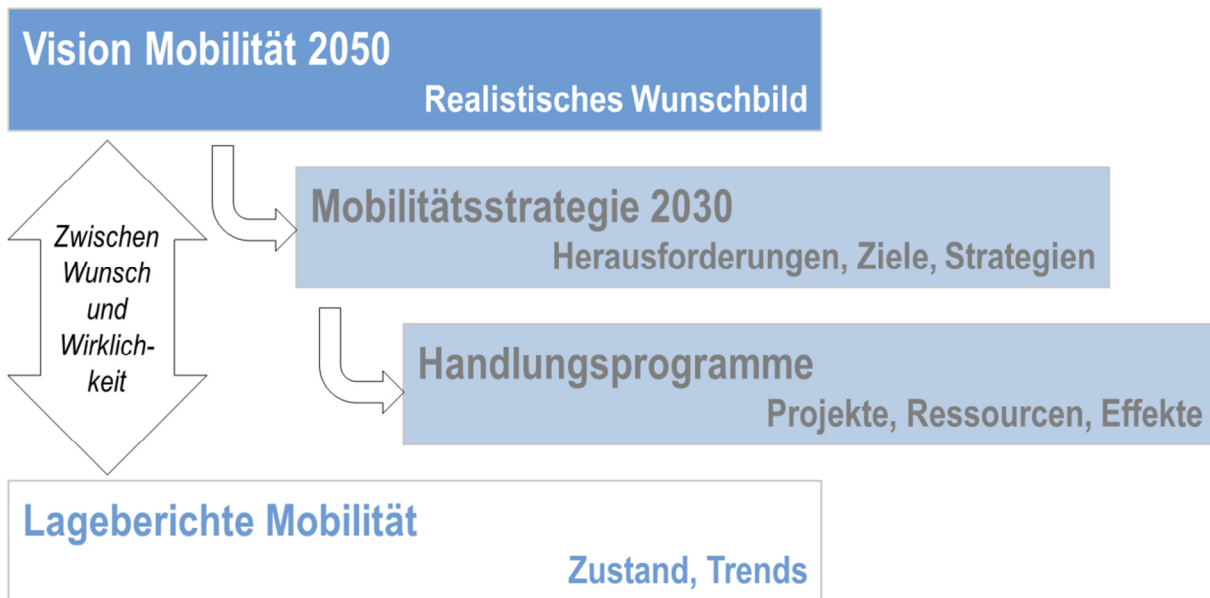 Vision Mobilität 2050
Realistisches Wunschbild
Mobilitätsstrategie 2030
Herausforderungen, Ziele, Strategien
Zwischen
Wunsch
und
Wirklich-
keit
Handlungsprogramme
Projekte, Ressourcen, Effekte
Lageberichte Mobilität
Zustand, Trends